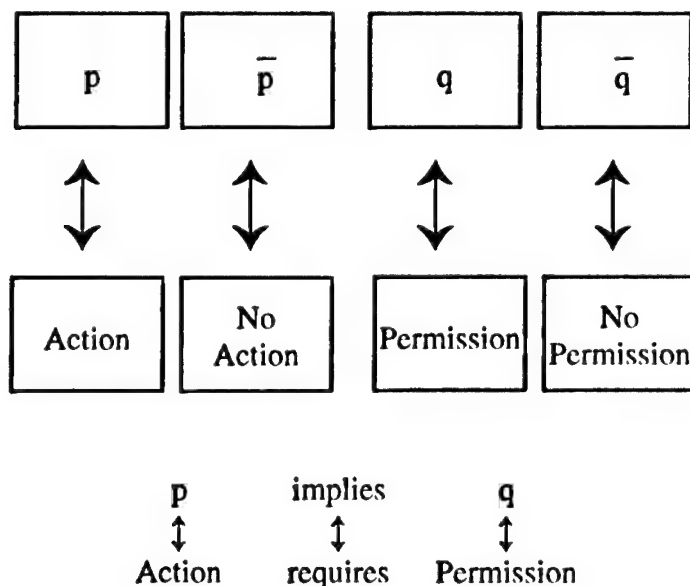 p p̅ q q̅
Action No Action Permission No Permission
p implies q
Action requires Permission